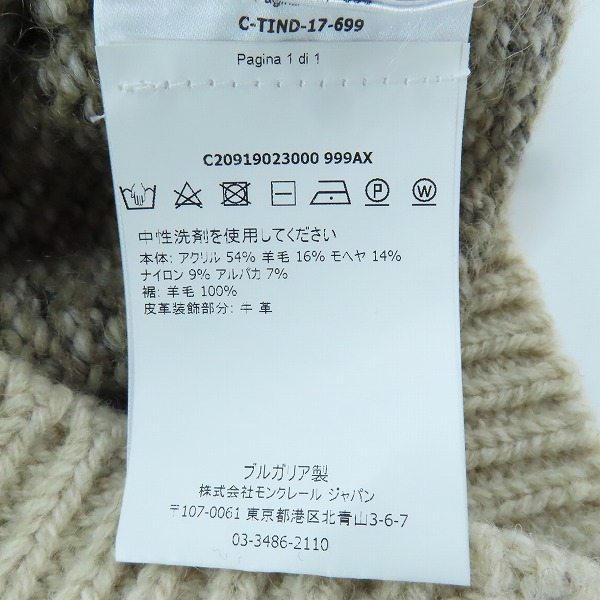 C-TIND-17-699
Pagina 1 di 1
C20919023000 999AX
P W
中性洗剤を使用してください
本体: アクリル 54% 羊毛 16% モヘヤ 14%
ナイロン 9% アルパカ 7%
裾: 羊毛 100%
皮革装飾部分: 牛 革
ブルガリア製
株式会社モンクレール ジャパン
〒107-0061 東京都港区北青山3-6-7
03-3486-2110